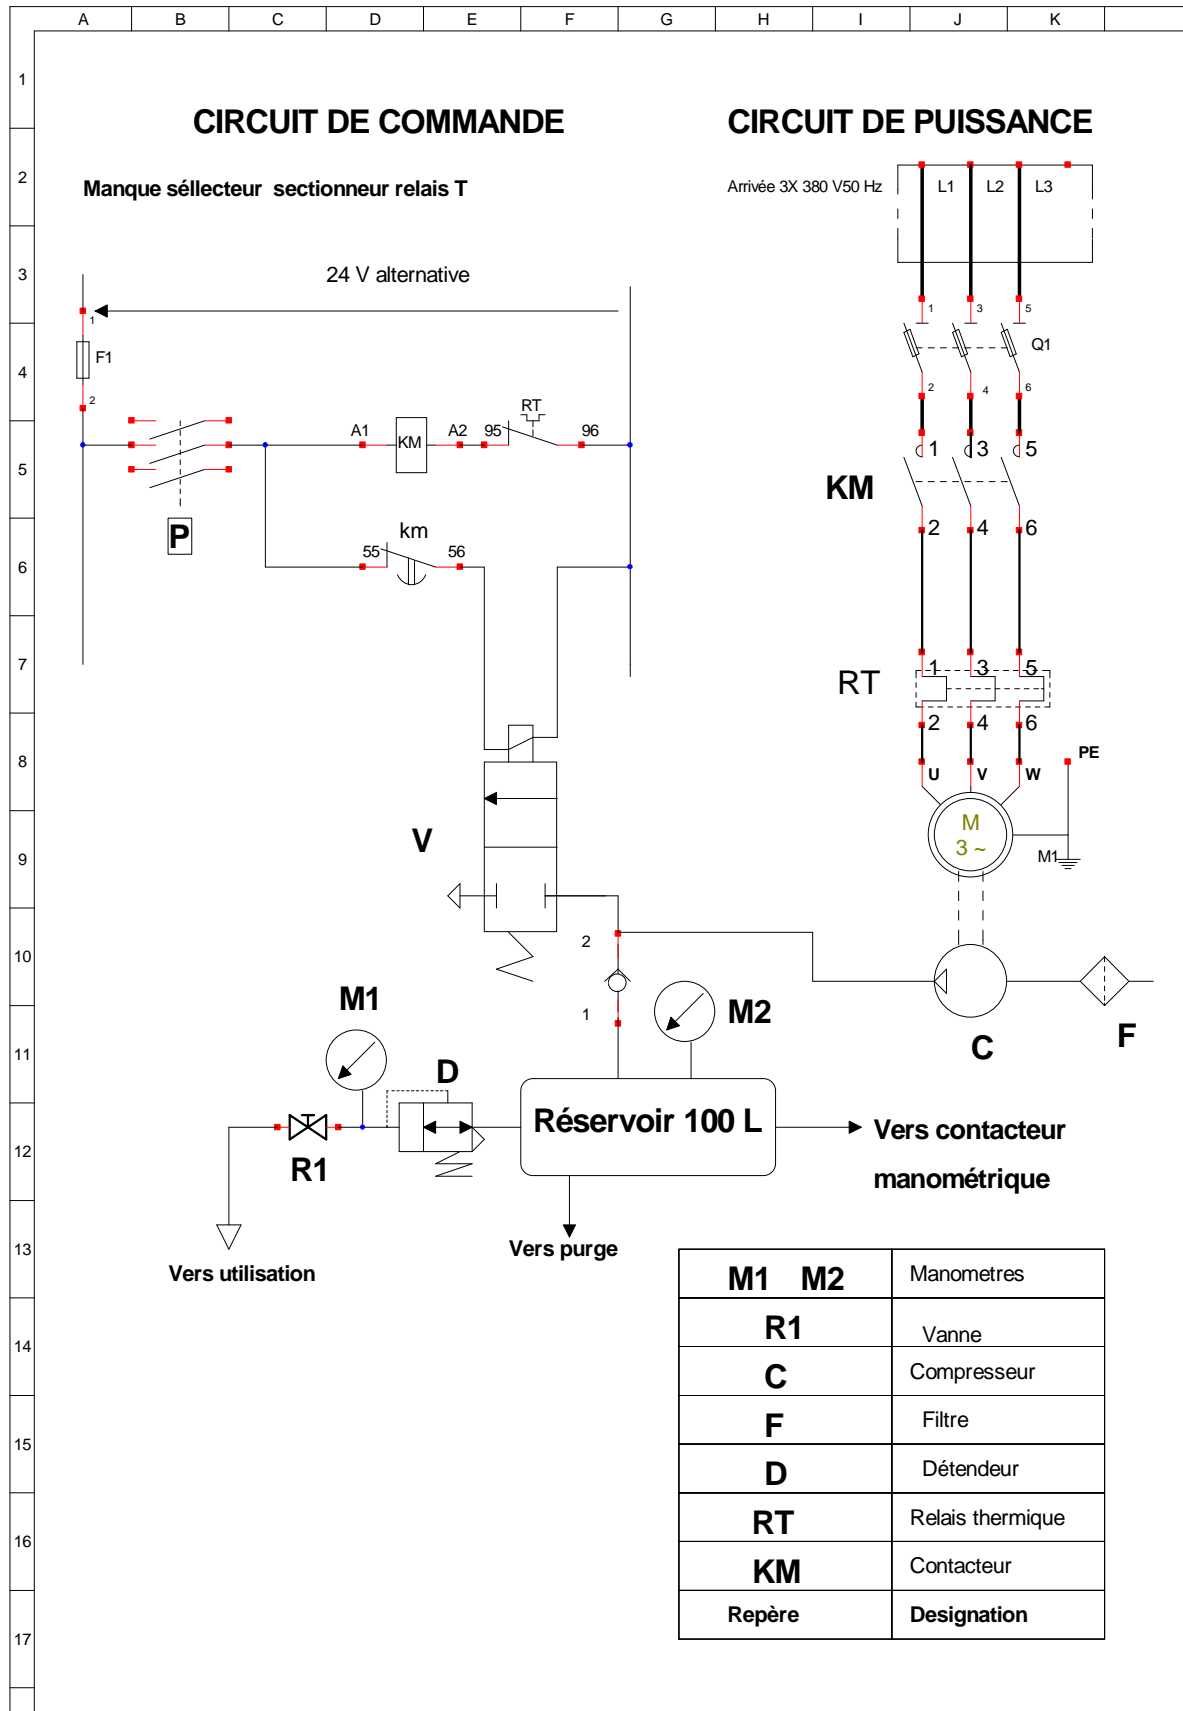 A B C D E F G H I J K
1
CIRCUIT DE COMMANDE CIRCUIT DE PUISSANCE
2
Manque séllecteur sectionneur relais T
Arrivée 3X 380 V50 Hz L1 L2 L3
3
24 V alternative
1
1 3 5
F1
Q1
4
2
2 4 6
RT
A1 KM A2 95 96
1 3 5
5
KM
P
2 4 6
km
55 56
6
7
1 3 5
RT
2 4 6
8
PE
U V W
M
3 ~
V
M1
9
2
10
1
M1
M2
C
F
11
D
Réservoir 100 L
Vers contacteur
manométrique
12
R1
13
Vers purge
Vers utilisation
M1 M2 Manometres
14
R1 Vanne
C Compresseur
15
F Filtre
D Détendeur
16
RT Relais thermique
KM Contacteur
17
Repère Designation